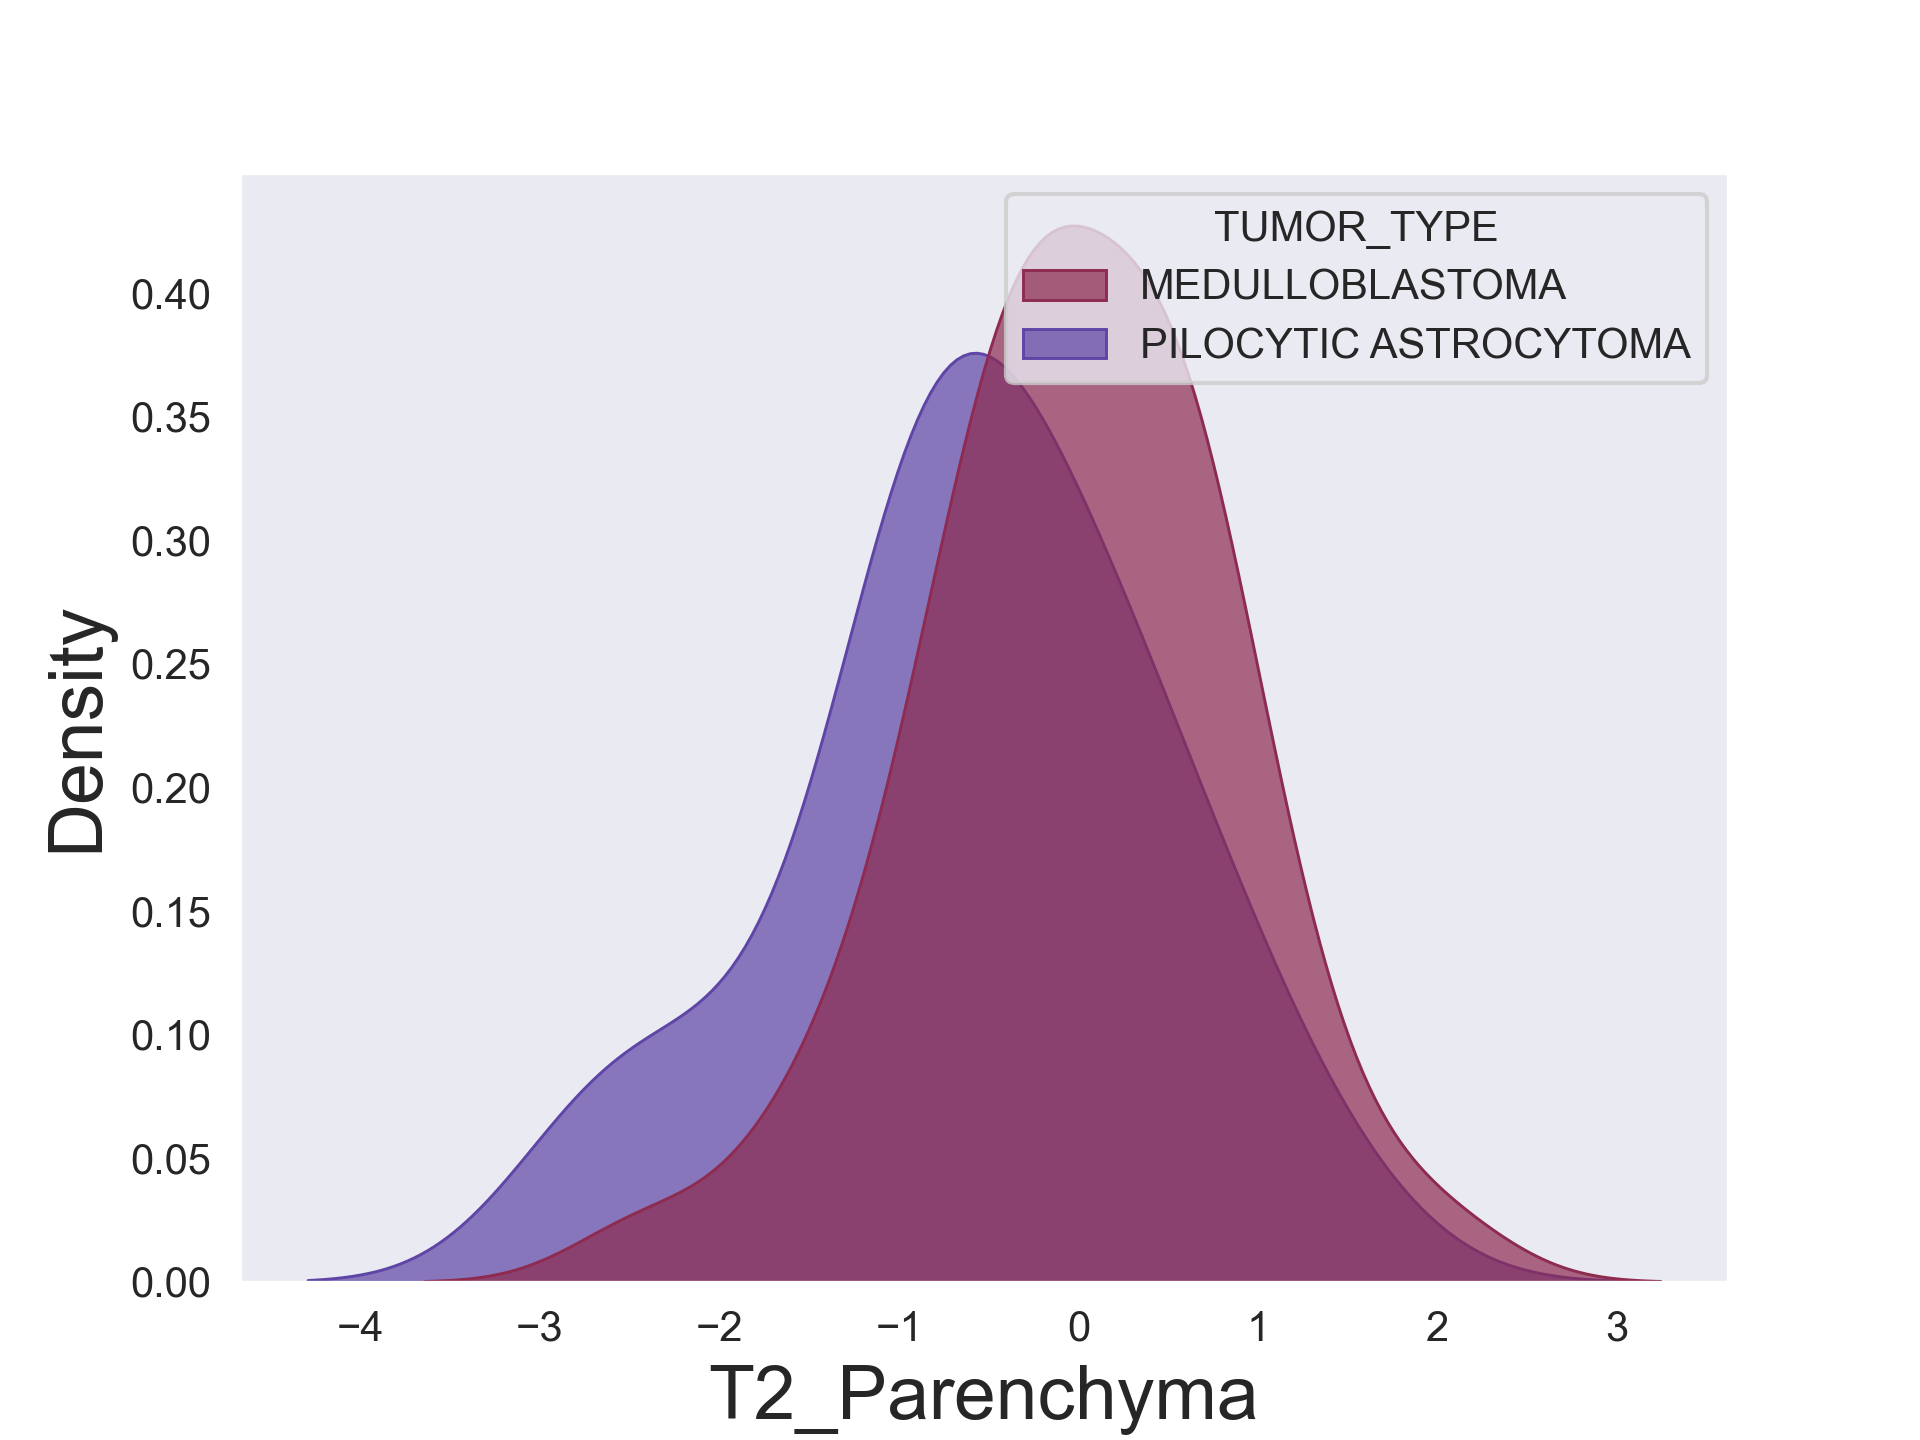 TUMOR_TYPE
MEDULLOBLASTOMA
PILOCYTIC ASTROCYTOMA
0.40
0.35
0.30
0.25
0.20
0.15
0.10
0.05
0.00
Density
−4 −3 −2 −1 0 1 2 3
T2_Parenchyma